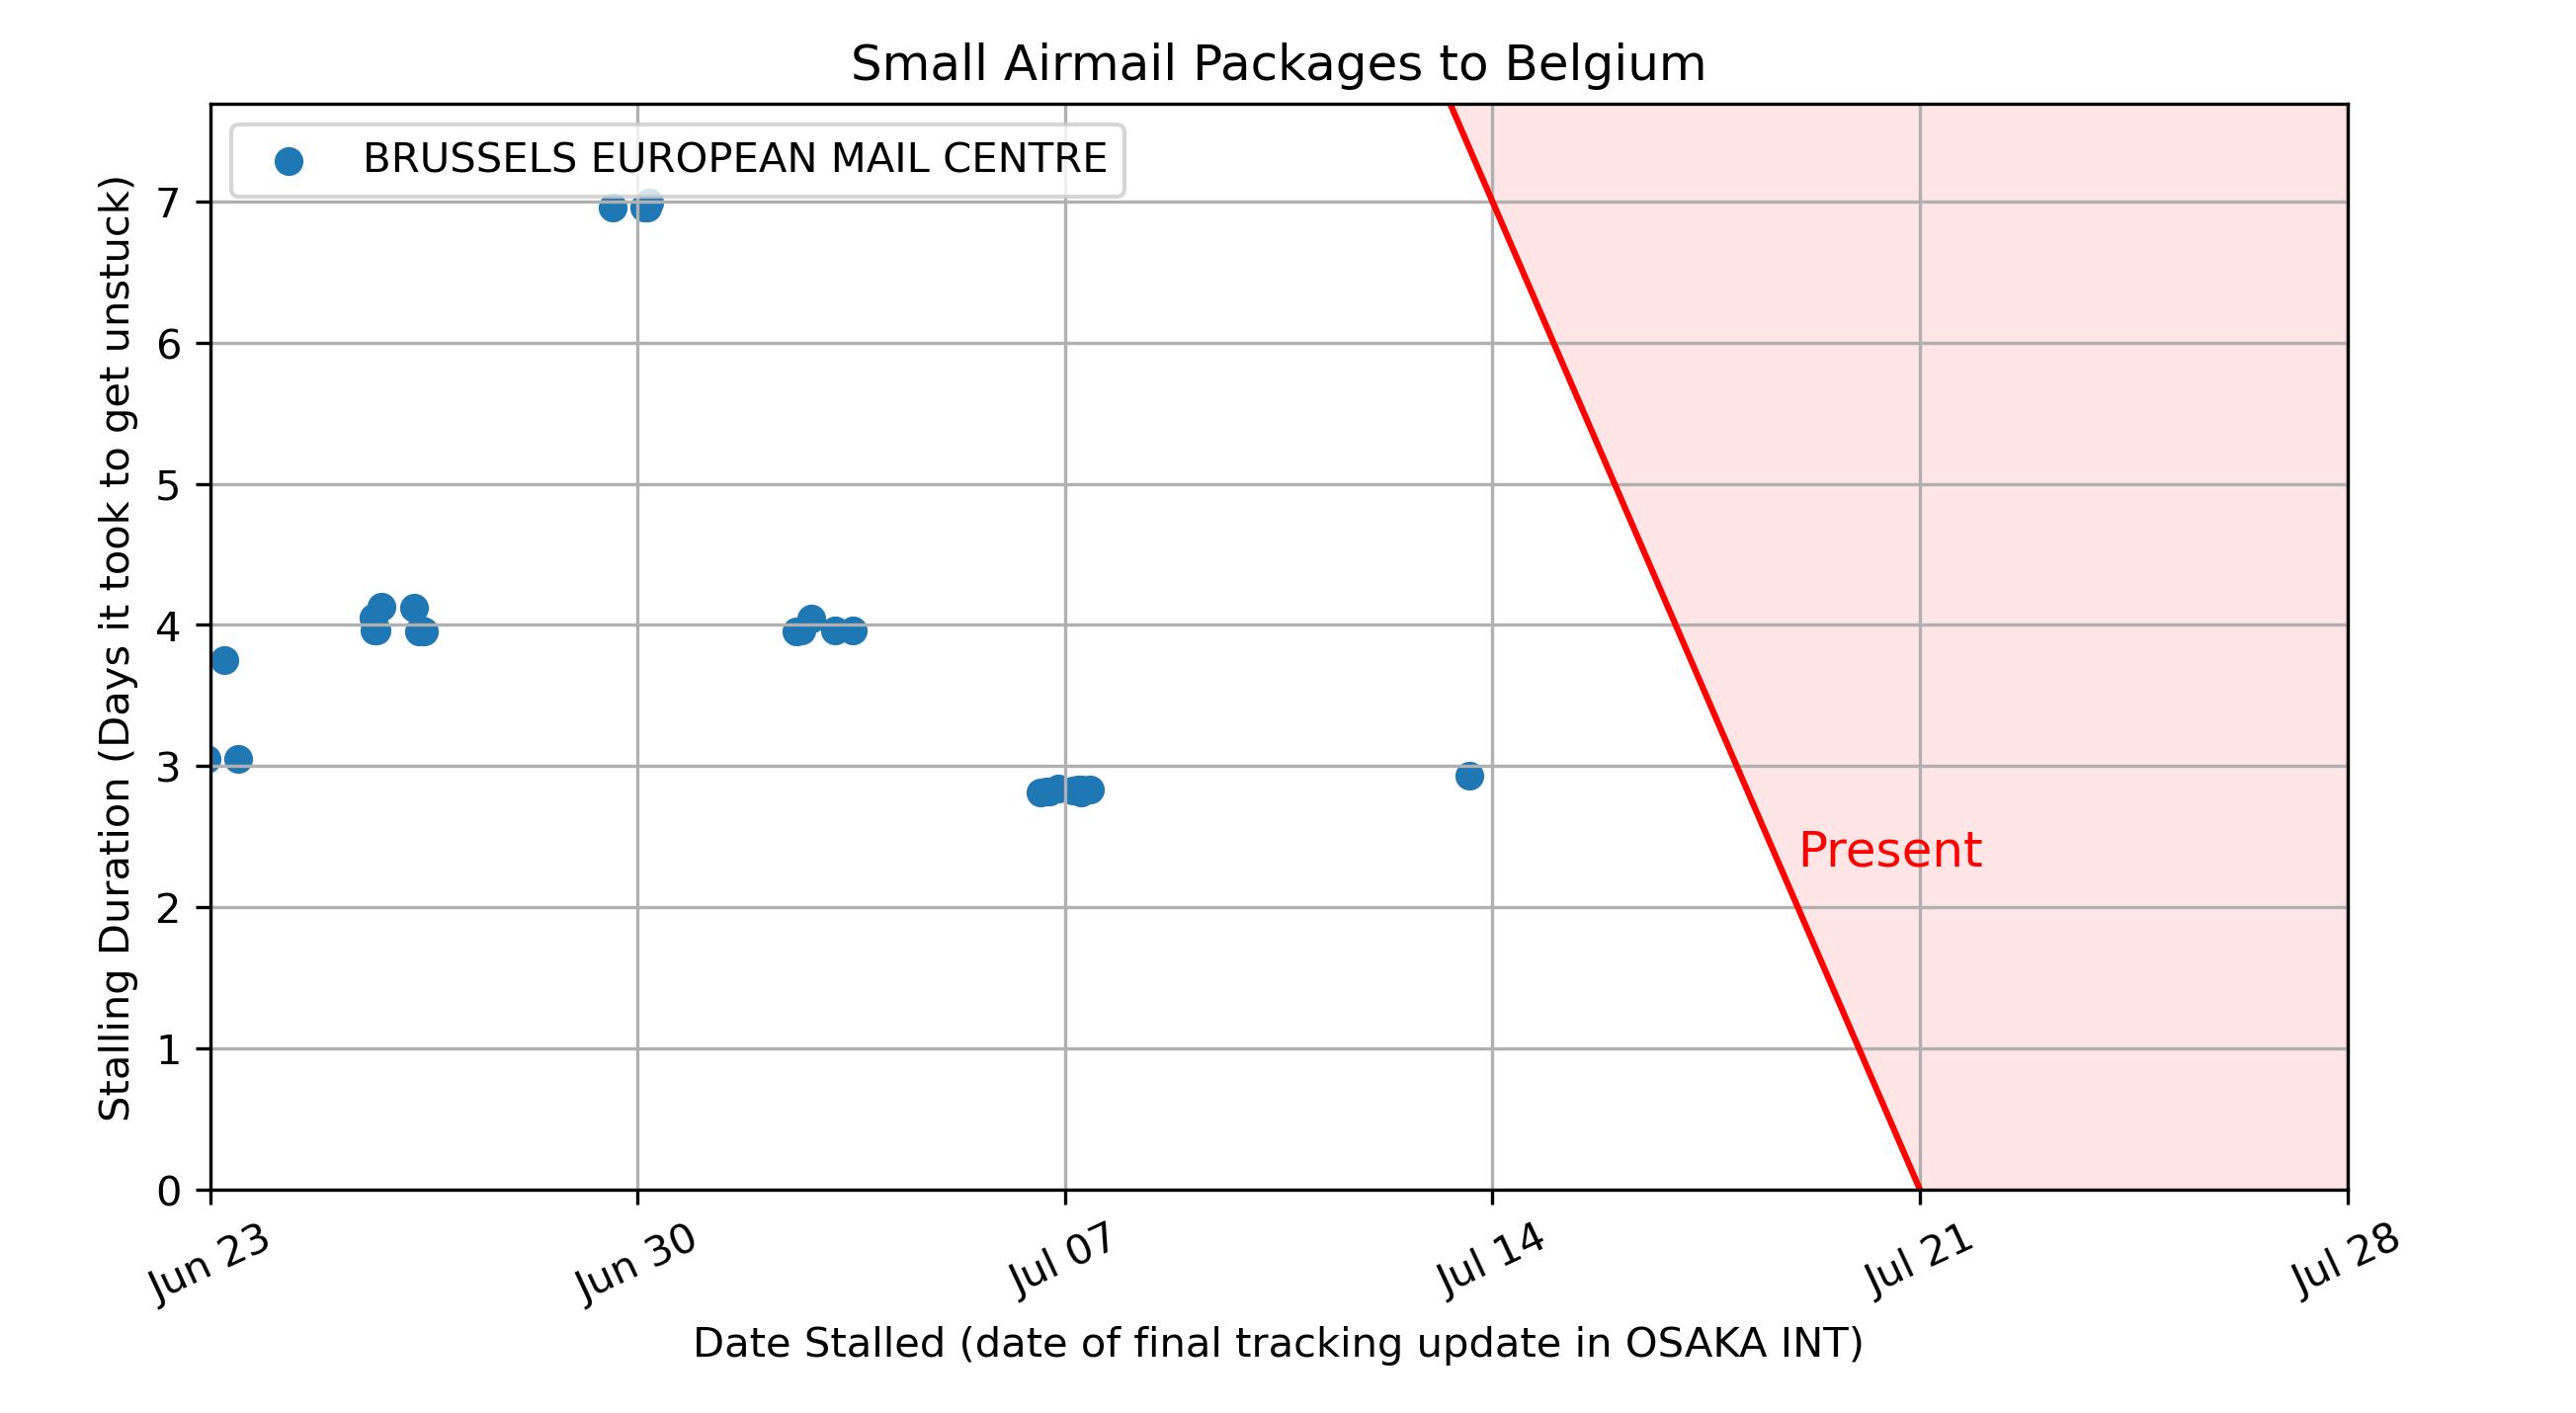 Small Airmail Packages to Belgium
BRUSSELS EUROPEAN MAIL CENTRE
Stalling Duration (Days it took to get unstuck)
7
6
5
4
3
2
1
0
Present
Jun 23
Jun 30
Jul 07
Jul 14
Jul 21
Jul 28
Date Stalled (date of final tracking update in OSAKA INT)